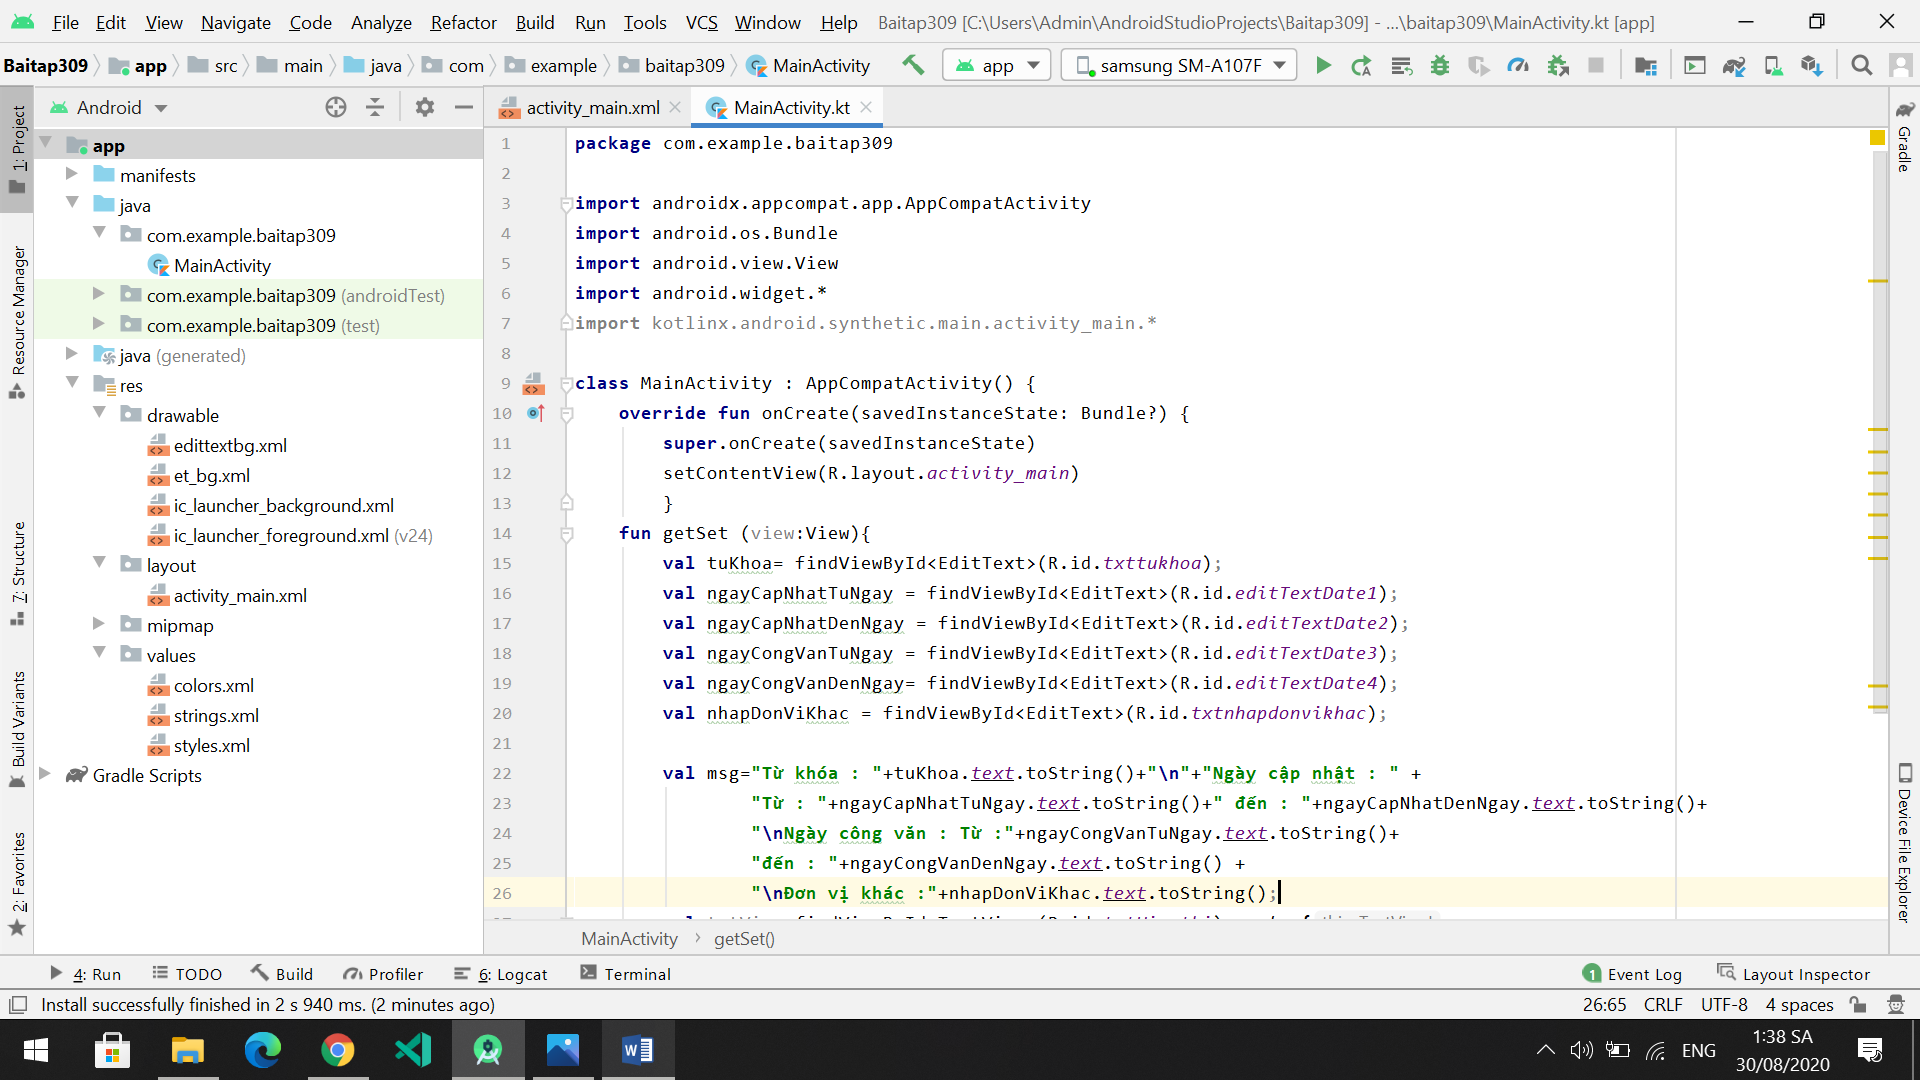 File Edit View Navigate Code Analyze Refactor Build Run Tools VCS Window Help Baitap309 [C:\Users\Admin\AndroidStudioProjects\Baitap309] - ...\baitap309\MainActivity.kt [app]
Baitap309 app src main java com example baitap309 MainActivity app samsung SM-A107F
Android
activity_main.xml MainActivity.kt
1: Project
Resource Manager
7: Structure
Build Variants
2: Favorites
app
manifests
java
com.example.baitap309
MainActivity
com.example.baitap309 (androidTest)
com.example.baitap309 (test)
java (generated)
res
drawable
edittextbg.xml
et_bg.xml
ic_launcher_background.xml
ic_launcher_foreground.xml (v24)
layout
activity_main.xml
mipmap
values
colors.xml
strings.xml
styles.xml
Gradle Scripts
1 package com.example.baitap309
2
3 import androidx.appcompat.app.AppCompatActivity
4 import android.os.Bundle
5 import android.view.View
6 import android.widget.*
7 import kotlinx.android.synthetic.main.activity_main.*
8
9 class MainActivity : AppCompatActivity() {
10 override fun onCreate(savedInstanceState: Bundle?) {
11 super.onCreate(savedInstanceState)
12 setContentView(R.layout.activity_main)
13 }
14 fun getSet (view:View){
15 val tuKhoa= findViewById<EditText>(R.id.txttukhoa);
16 val ngayCapNhatTuNgay = findViewById<EditText>(R.id.editTextDate1);
17 val ngayCapNhatDenNgay = findViewById<EditText>(R.id.editTextDate2);
18 val ngayCongVanTuNgay = findViewById<EditText>(R.id.editTextDate3);
19 val ngayCongVanDenNgay= findViewById<EditText>(R.id.editTextDate4);
20 val nhapDonViKhac = findViewById<EditText>(R.id.txtnhapdonvikhac);
21
22 val msg="Từ khóa : "+tuKhoa.text.toString()+"\n"+"Ngày cập nhật : " +
23 "Từ : "+ngayCapNhatTuNgay.text.toString()+" đến : "+ngayCapNhatDenNgay.text.toString()+
24 "\nNgày công văn : Từ :"+ngayCongVanTuNgay.text.toString()+
25 "đến : "+ngayCongVanDenNgay.text.toString() +
26 "\nĐơn vị khác :"+nhapDonViKhac.text.toString();
MainActivity › getSet()
Gradle
Device File Explorer
4: Run TODO Build Profiler 6: Logcat Terminal 1 Event Log Layout Inspector
Install successfully finished in 2 s 940 ms. (2 minutes ago) 26:65 CRLF UTF-8 4 spaces
ENG 1:38 SA
30/08/2020